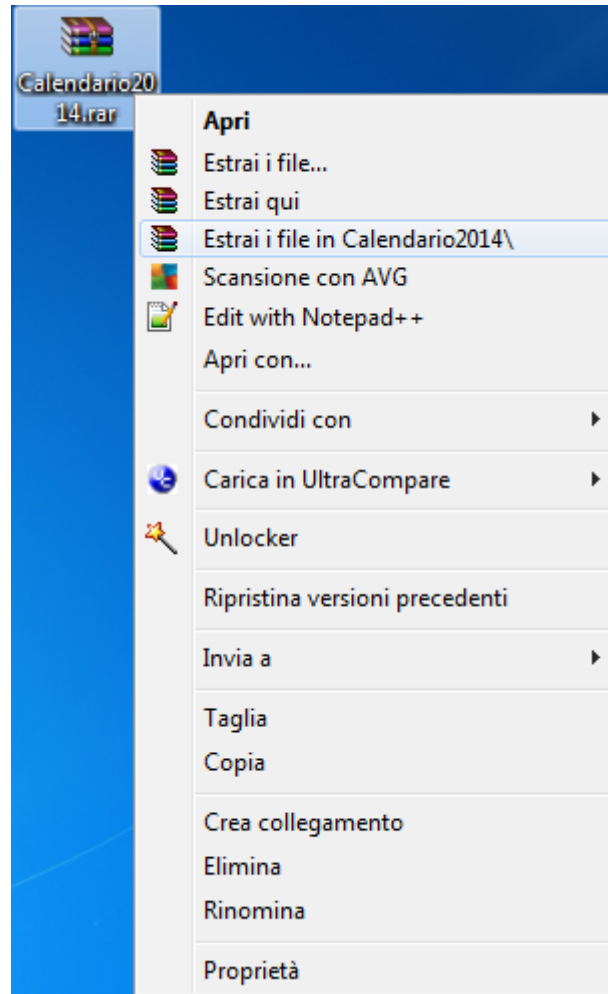 Calendario20
14.rar
Apri
Estrai i file...
Estrai qui
Estrai i file in Calendario2014\
Scansione con AVG
Edit with Notepad++
Apri con...
Condividi con
Carica in UltraCompare
Unlocker
Ripristina versioni precedenti
Invia a
Taglia
Copia
Crea collegamento
Elimina
Rinomina
Proprietà